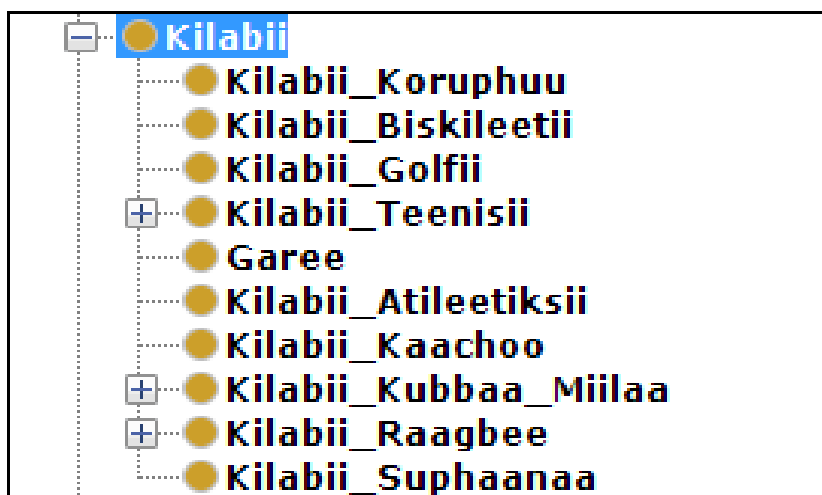 Kilabii
Kilabii_Koruphuu
Kilabii_Biskileetii
Kilabii_Golfii
Kilabii_Teenisii
Garee
Kilabii_Atileetiksii
Kilabii_Kaachoo
Kilabii_Kubbaa_Miilaa
Kilabii_Raagbee
Kilabii_Suphaanaa